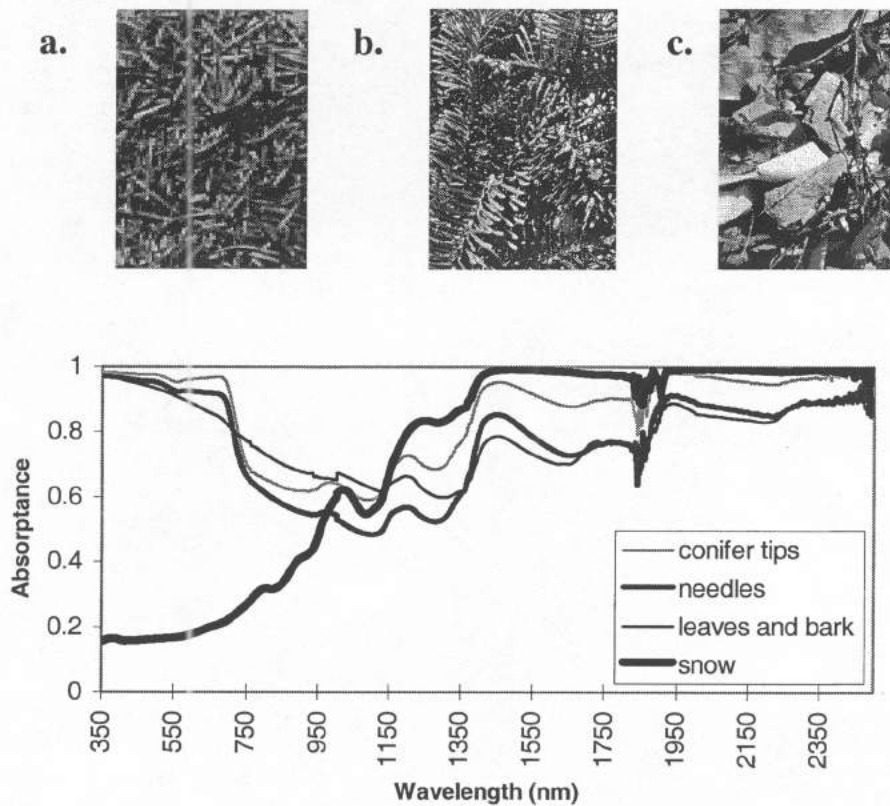 a.
b.
c.
1
0.8
0.6
0.4
0.2
0
Absorptance
conifer tips
needles
leaves and bark
snow
350
550
750
950
1150
1350
1550
1750
1950
2150
2350
Wavelength (nm)